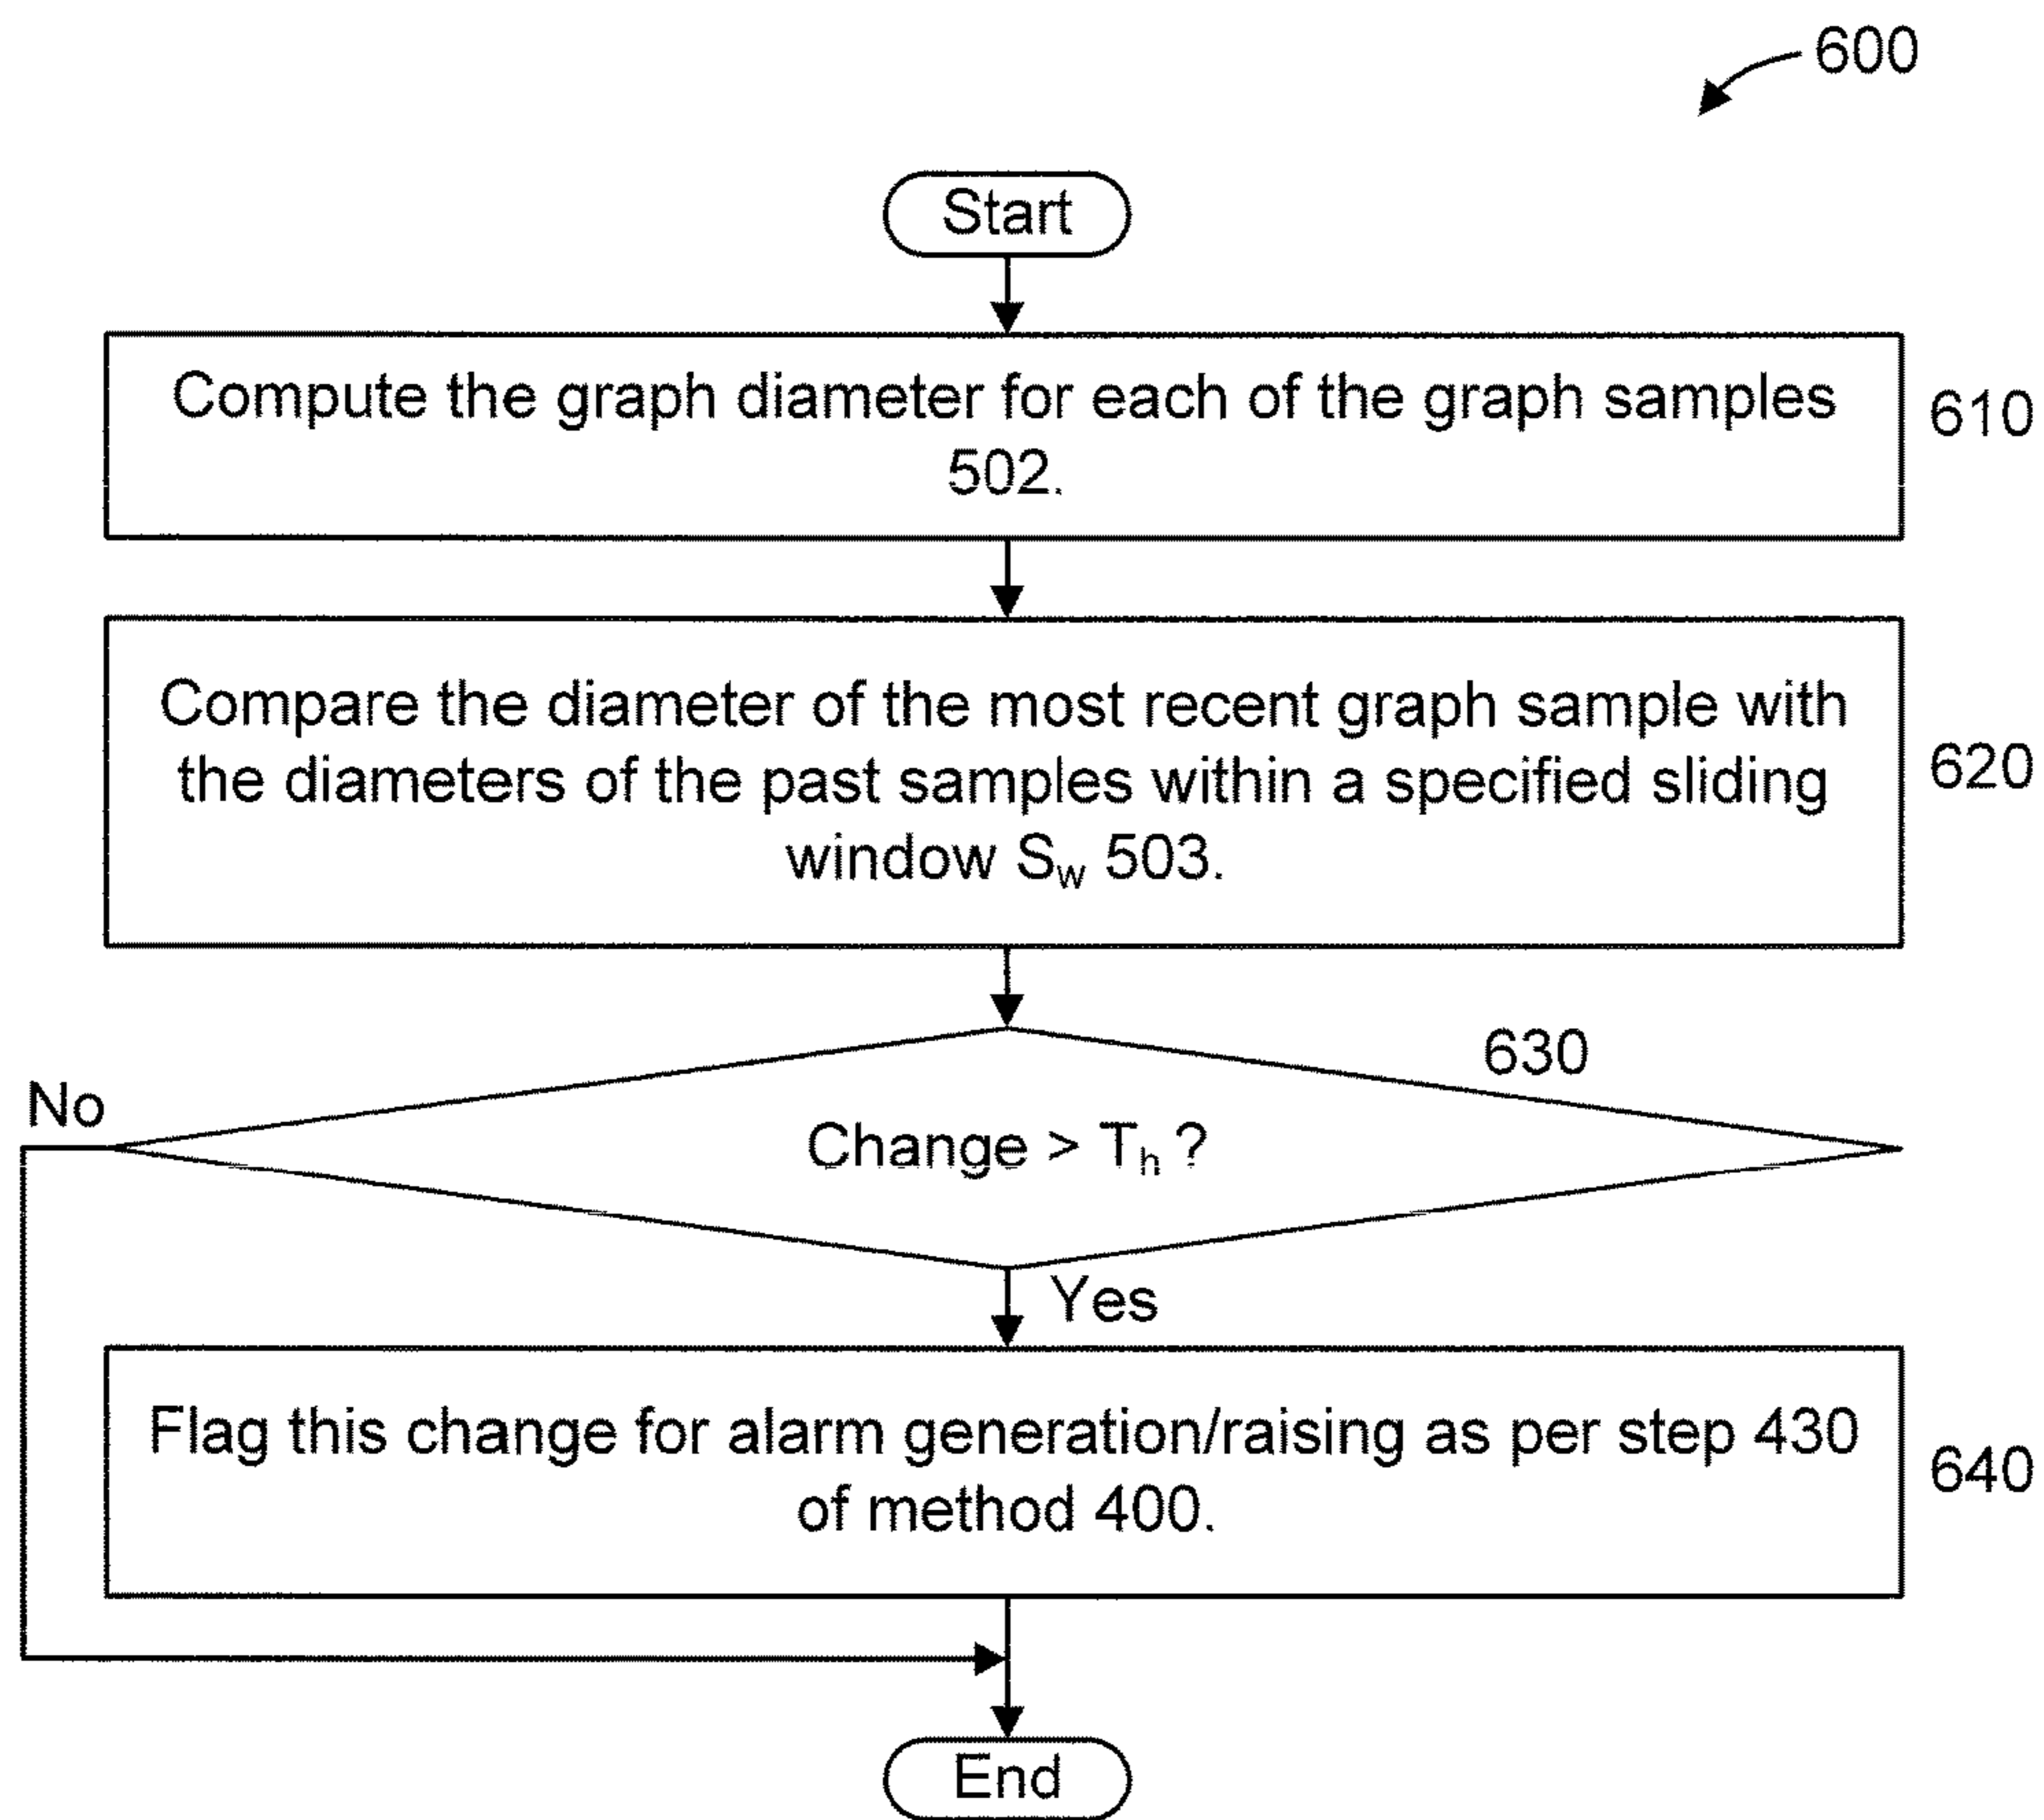 600
Start
Compute the graph diameter for each of the graph samples
502.
610
Compare the diameter of the most recent graph sample with
the diameters of the past samples within a specified sliding
window Sw 503.
620
630
No
Change > Th ?
Yes
Flag this change for alarm generation/raising as per step 430
of method 400.
640
End